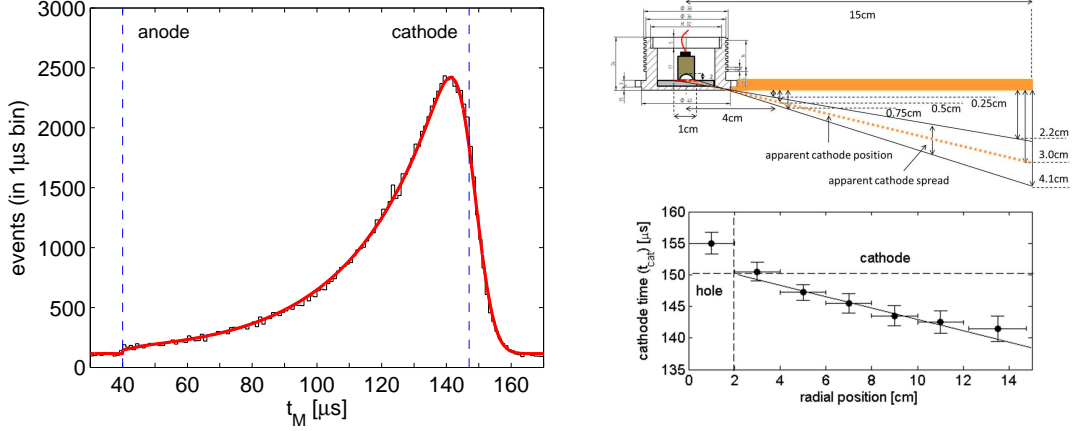 3000
2500
2000
1500
1000
500
0
events (in 1μs bin)
anode
cathode
40
60
80
100
120
140
160
t_M [μs]
15cm
0.25cm
0.5cm
0.75cm
1cm
4cm
2.2cm
apparent cathode position
3.0cm
apparent cathode spread
4.1cm
160
155
150
145
140
135
cathode time (t_cat) [μs]
cathode
hole
0
2
4
6
8
10
12
14
radial position [cm]